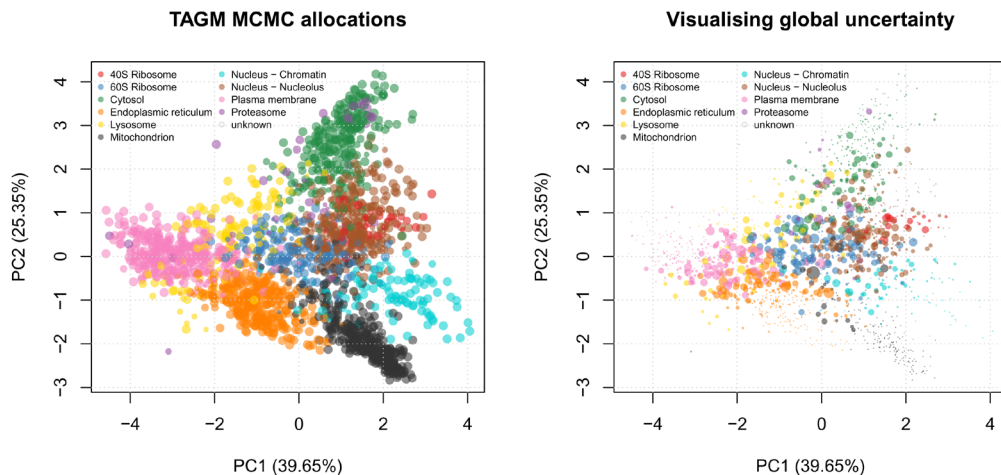 TAGM MCMC allocations
40S Ribosome
60S Ribosome
Cytosol
Endoplasmic reticulum
Lysosome
Mitochondrion
Nucleus − Chromatin
Nucleus − Nucleolus
Plasma membrane
Proteasome
unknown
4
3
2
1
0
−1
−2
−3
PC2 (25.35%)
−4
−2
0
2
4
PC1 (39.65%)
Visualising global uncertainty
40S Ribosome
60S Ribosome
Cytosol
Endoplasmic reticulum
Lysosome
Mitochondrion
Nucleus − Chromatin
Nucleus − Nucleolus
Plasma membrane
Proteasome
unknown
4
3
2
1
0
−1
−2
−3
PC2 (25.35%)
−4
−2
0
2
4
PC1 (39.65%)